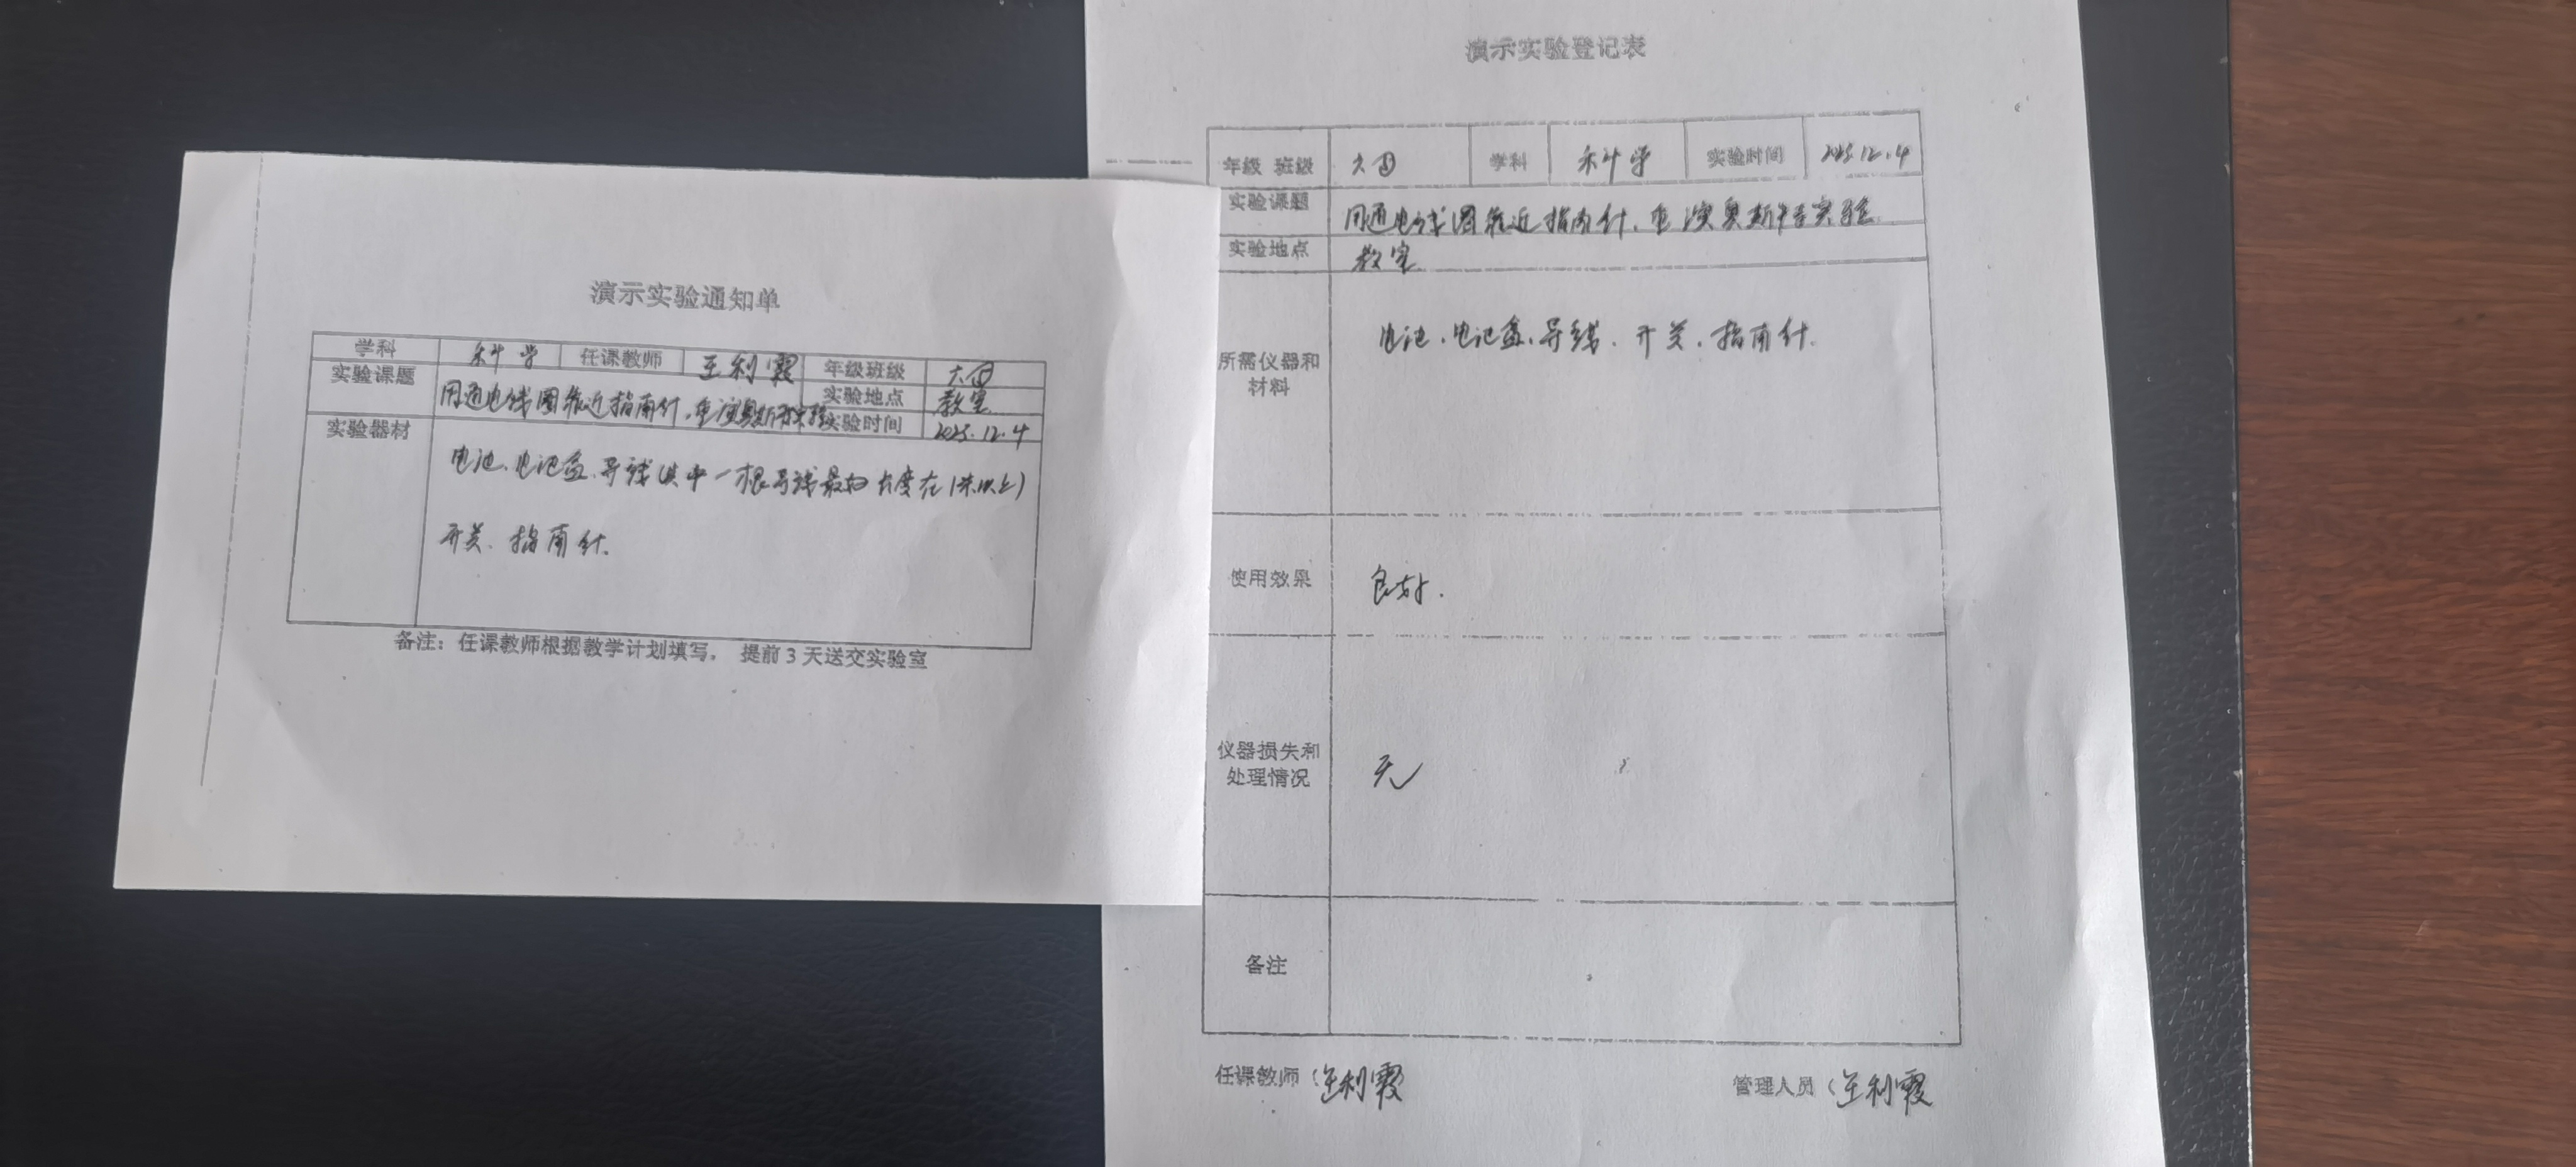 演示实验通知单
学科 科学 任课教师 王利霞 年级班级 六④
实验课题 用通电线圈靠近指南针,重演奥斯特实验 实验地点 教室
实验时间 2025.12.4
实验器材 电池、电池盒、导线(其中一根导线最好长度在1米以上)
开关、指南针.
备注:任课教师根据教学计划填写, 提前3天送交实验室
演示实验登记表
年级 班级 六④ 学科 科学 实验时间 2025.12.4
实验课题 用通电线圈靠近指南针,重演奥斯特实验
实验地点 教室
所需仪器和材料 电池、电池盒、导线、开关、指南针.
使用效果 良好.
仪器损失和处理情况 无
备注
任课教师(王利霞 管理人员(王利霞